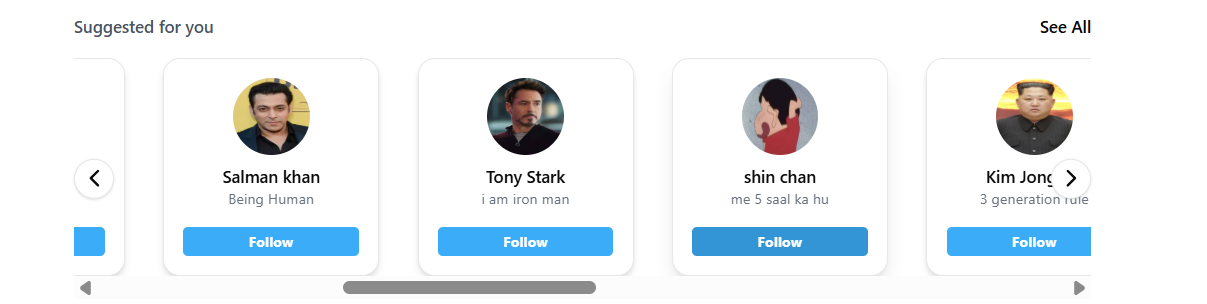 Suggested for you
See All
Salman khan
Being Human
Follow
Tony Stark
i am iron man
Follow
shin chan
me 5 saal ka hu
Follow
Kim Jong
3 generation rule
Follow